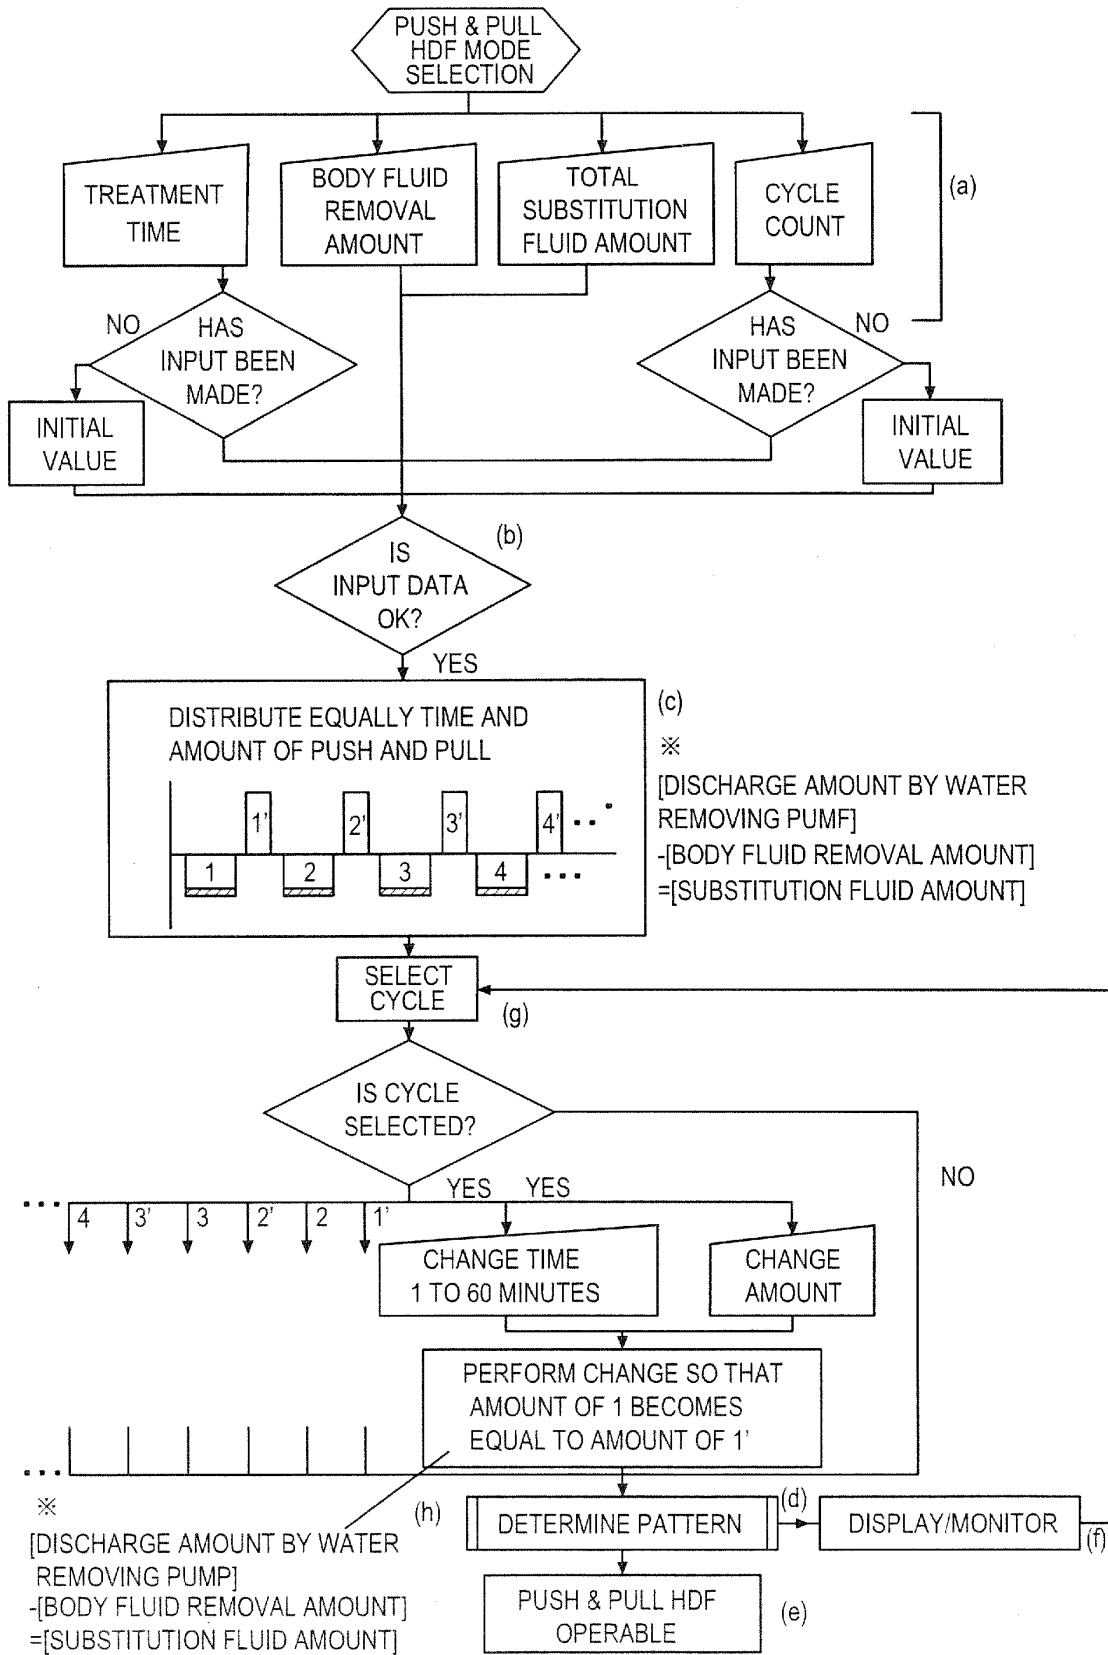 PUSH & PULL
HDF MODE
SELECTION
TREATMENT
TIME
BODY FLUID
REMOVAL
AMOUNT
TOTAL
SUBSTITUTION
FLUID AMOUNT
CYCLE
COUNT
(a)
NO
HAS
INPUT BEEN
MADE?
HAS
INPUT BEEN
MADE?
NO
INITIAL
VALUE
INITIAL
VALUE
(b)
IS
INPUT DATA
OK?
YES
(c)
DISTRIBUTE EQUALLY TIME AND
AMOUNT OF PUSH AND PULL
1' 2' 3' 4' ...
1 2 3 4 ...
※
[DISCHARGE AMOUNT BY WATER
REMOVING PUMF]
-[BODY FLUID REMOVAL AMOUNT]
=[SUBSTITUTION FLUID AMOUNT]
SELECT
CYCLE
(g)
IS CYCLE
SELECTED?
NO
YES YES
... 4 3' 3 2' 2 1'
CHANGE TIME
1 TO 60 MINUTES
CHANGE
AMOUNT
PERFORM CHANGE SO THAT
AMOUNT OF 1 BECOMES
EQUAL TO AMOUNT OF 1'
...
※
(h)
[DISCHARGE AMOUNT BY WATER
REMOVING PUMP]
-[BODY FLUID REMOVAL AMOUNT]
=[SUBSTITUTION FLUID AMOUNT]
DETERMINE PATTERN
(d)
DISPLAY/MONITOR
(f)
PUSH & PULL HDF
OPERABLE
(e)